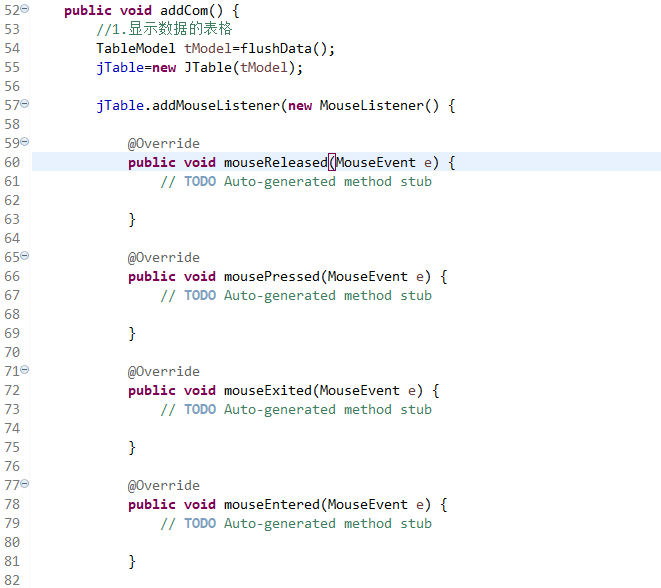 52 public void addCom() {
53 //1.显示数据的表格
54 TableModel tModel=flushData();
55 jTable=new JTable(tModel);
56
57 jTable.addMouseListener(new MouseListener() {
58
59 @Override
60 public void mouseReleased(MouseEvent e) {
61 // TODO Auto-generated method stub
62
63 }
64
65 @Override
66 public void mousePressed(MouseEvent e) {
67 // TODO Auto-generated method stub
68
69 }
70
71 @Override
72 public void mouseExited(MouseEvent e) {
73 // TODO Auto-generated method stub
74
75 }
76
77 @Override
78 public void mouseEntered(MouseEvent e) {
79 // TODO Auto-generated method stub
80
81 }
82